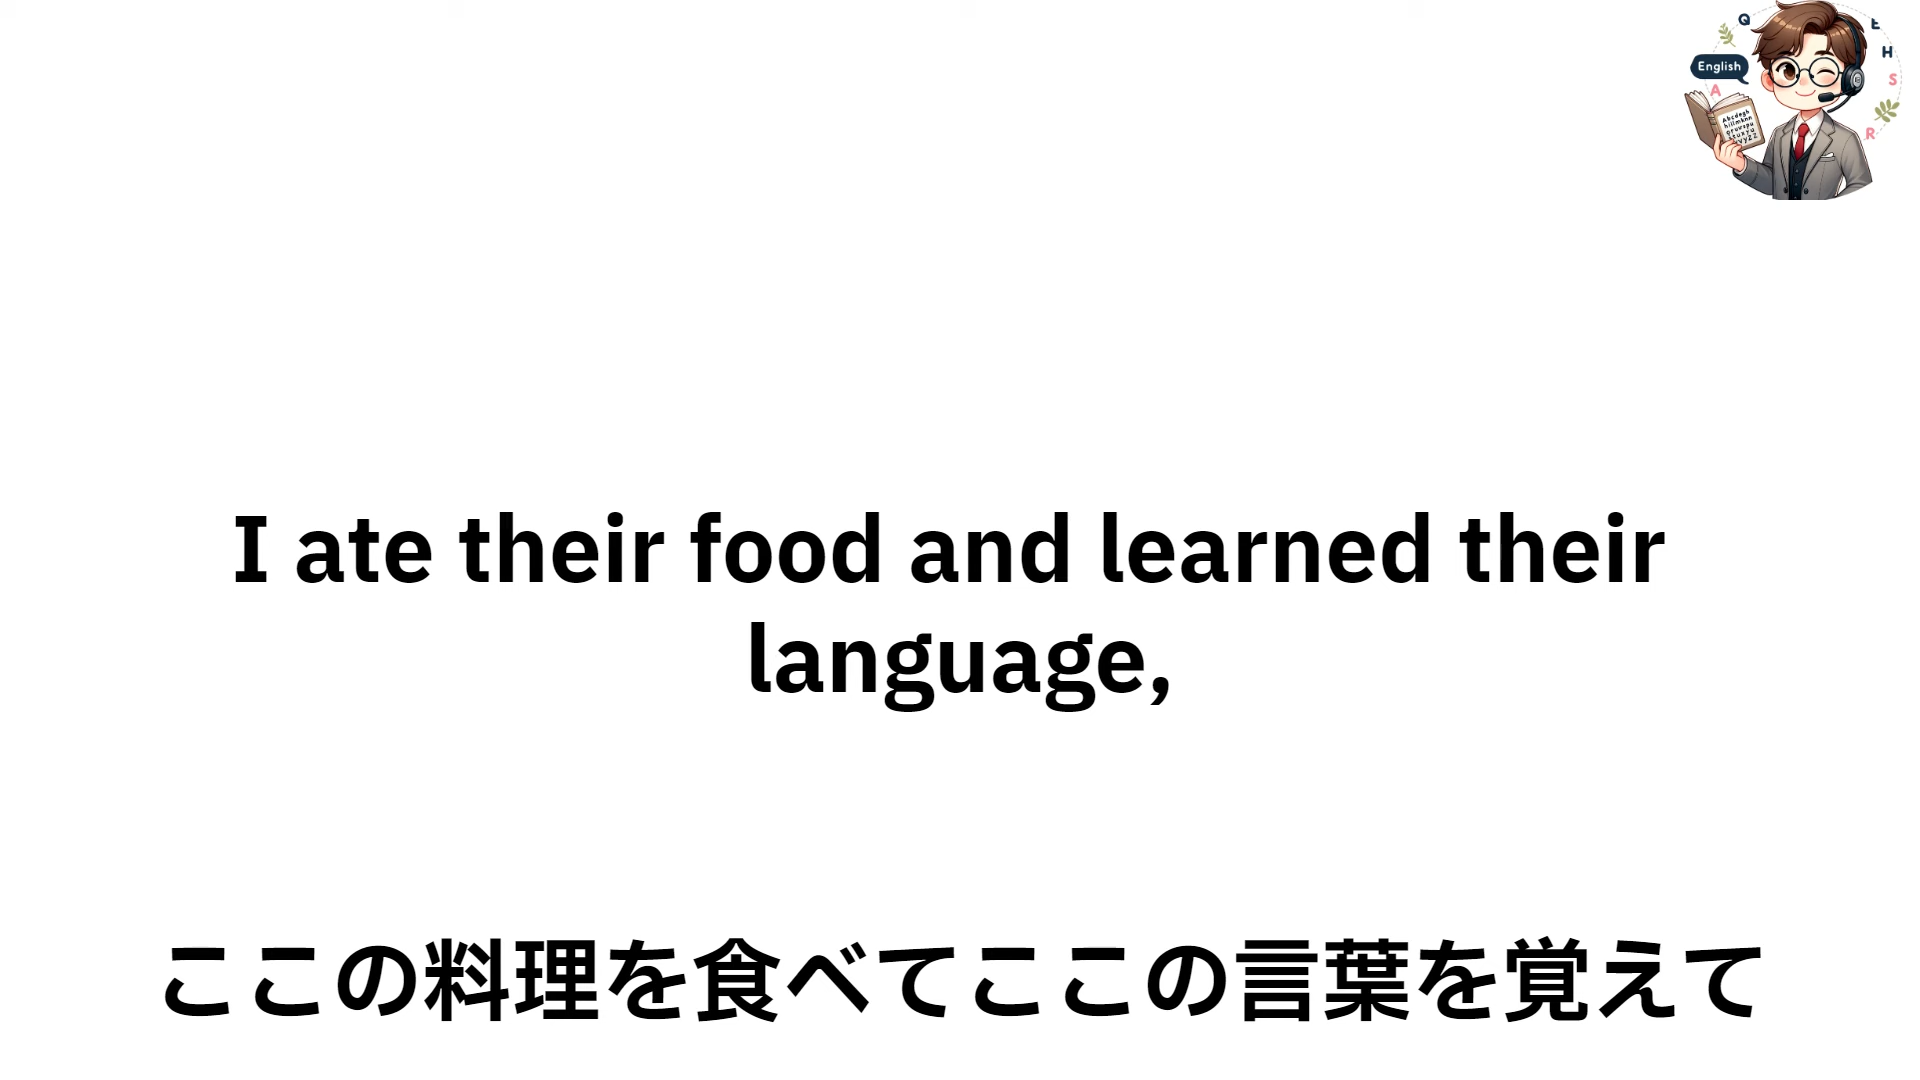 Q
E
H
English
S
A
R
I ate their food and learned their
language,
ここの料理を食べてここの言葉を覚えて